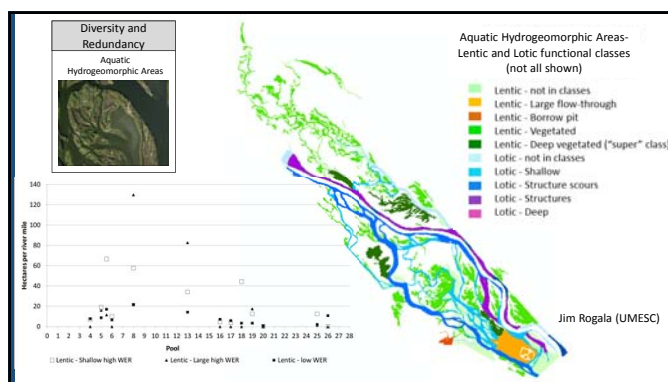 Diversity and
Redundancy
Aquatic
Hydrogeomorphic Areas
Aquatic Hydrogeomorphic Areas-
Lentic and Lotic functional classes
(not all shown)
Lentic - not in classes
Lentic - Large flow-through
Lentic - Borrow pit
Lentic - Vegetated
Lentic - Deep vegetated ("super" class)
Lotic - not in classes
Lotic - Shallow
Lotic - Structure scours
Lotic - Structures
Lotic - Deep
Jim Rogala (UMESC)
Hectares per river mile
140
120
100
80
60
40
20
0
0 1 2 3 4 5 6 7 8 9 10 11 12 13 14 15 16 17 18 19 20 21 22 23 24 25 26 27 28
Pool
Lentic - Shallow high WER Lentic - Large high WER Lentic - low WER